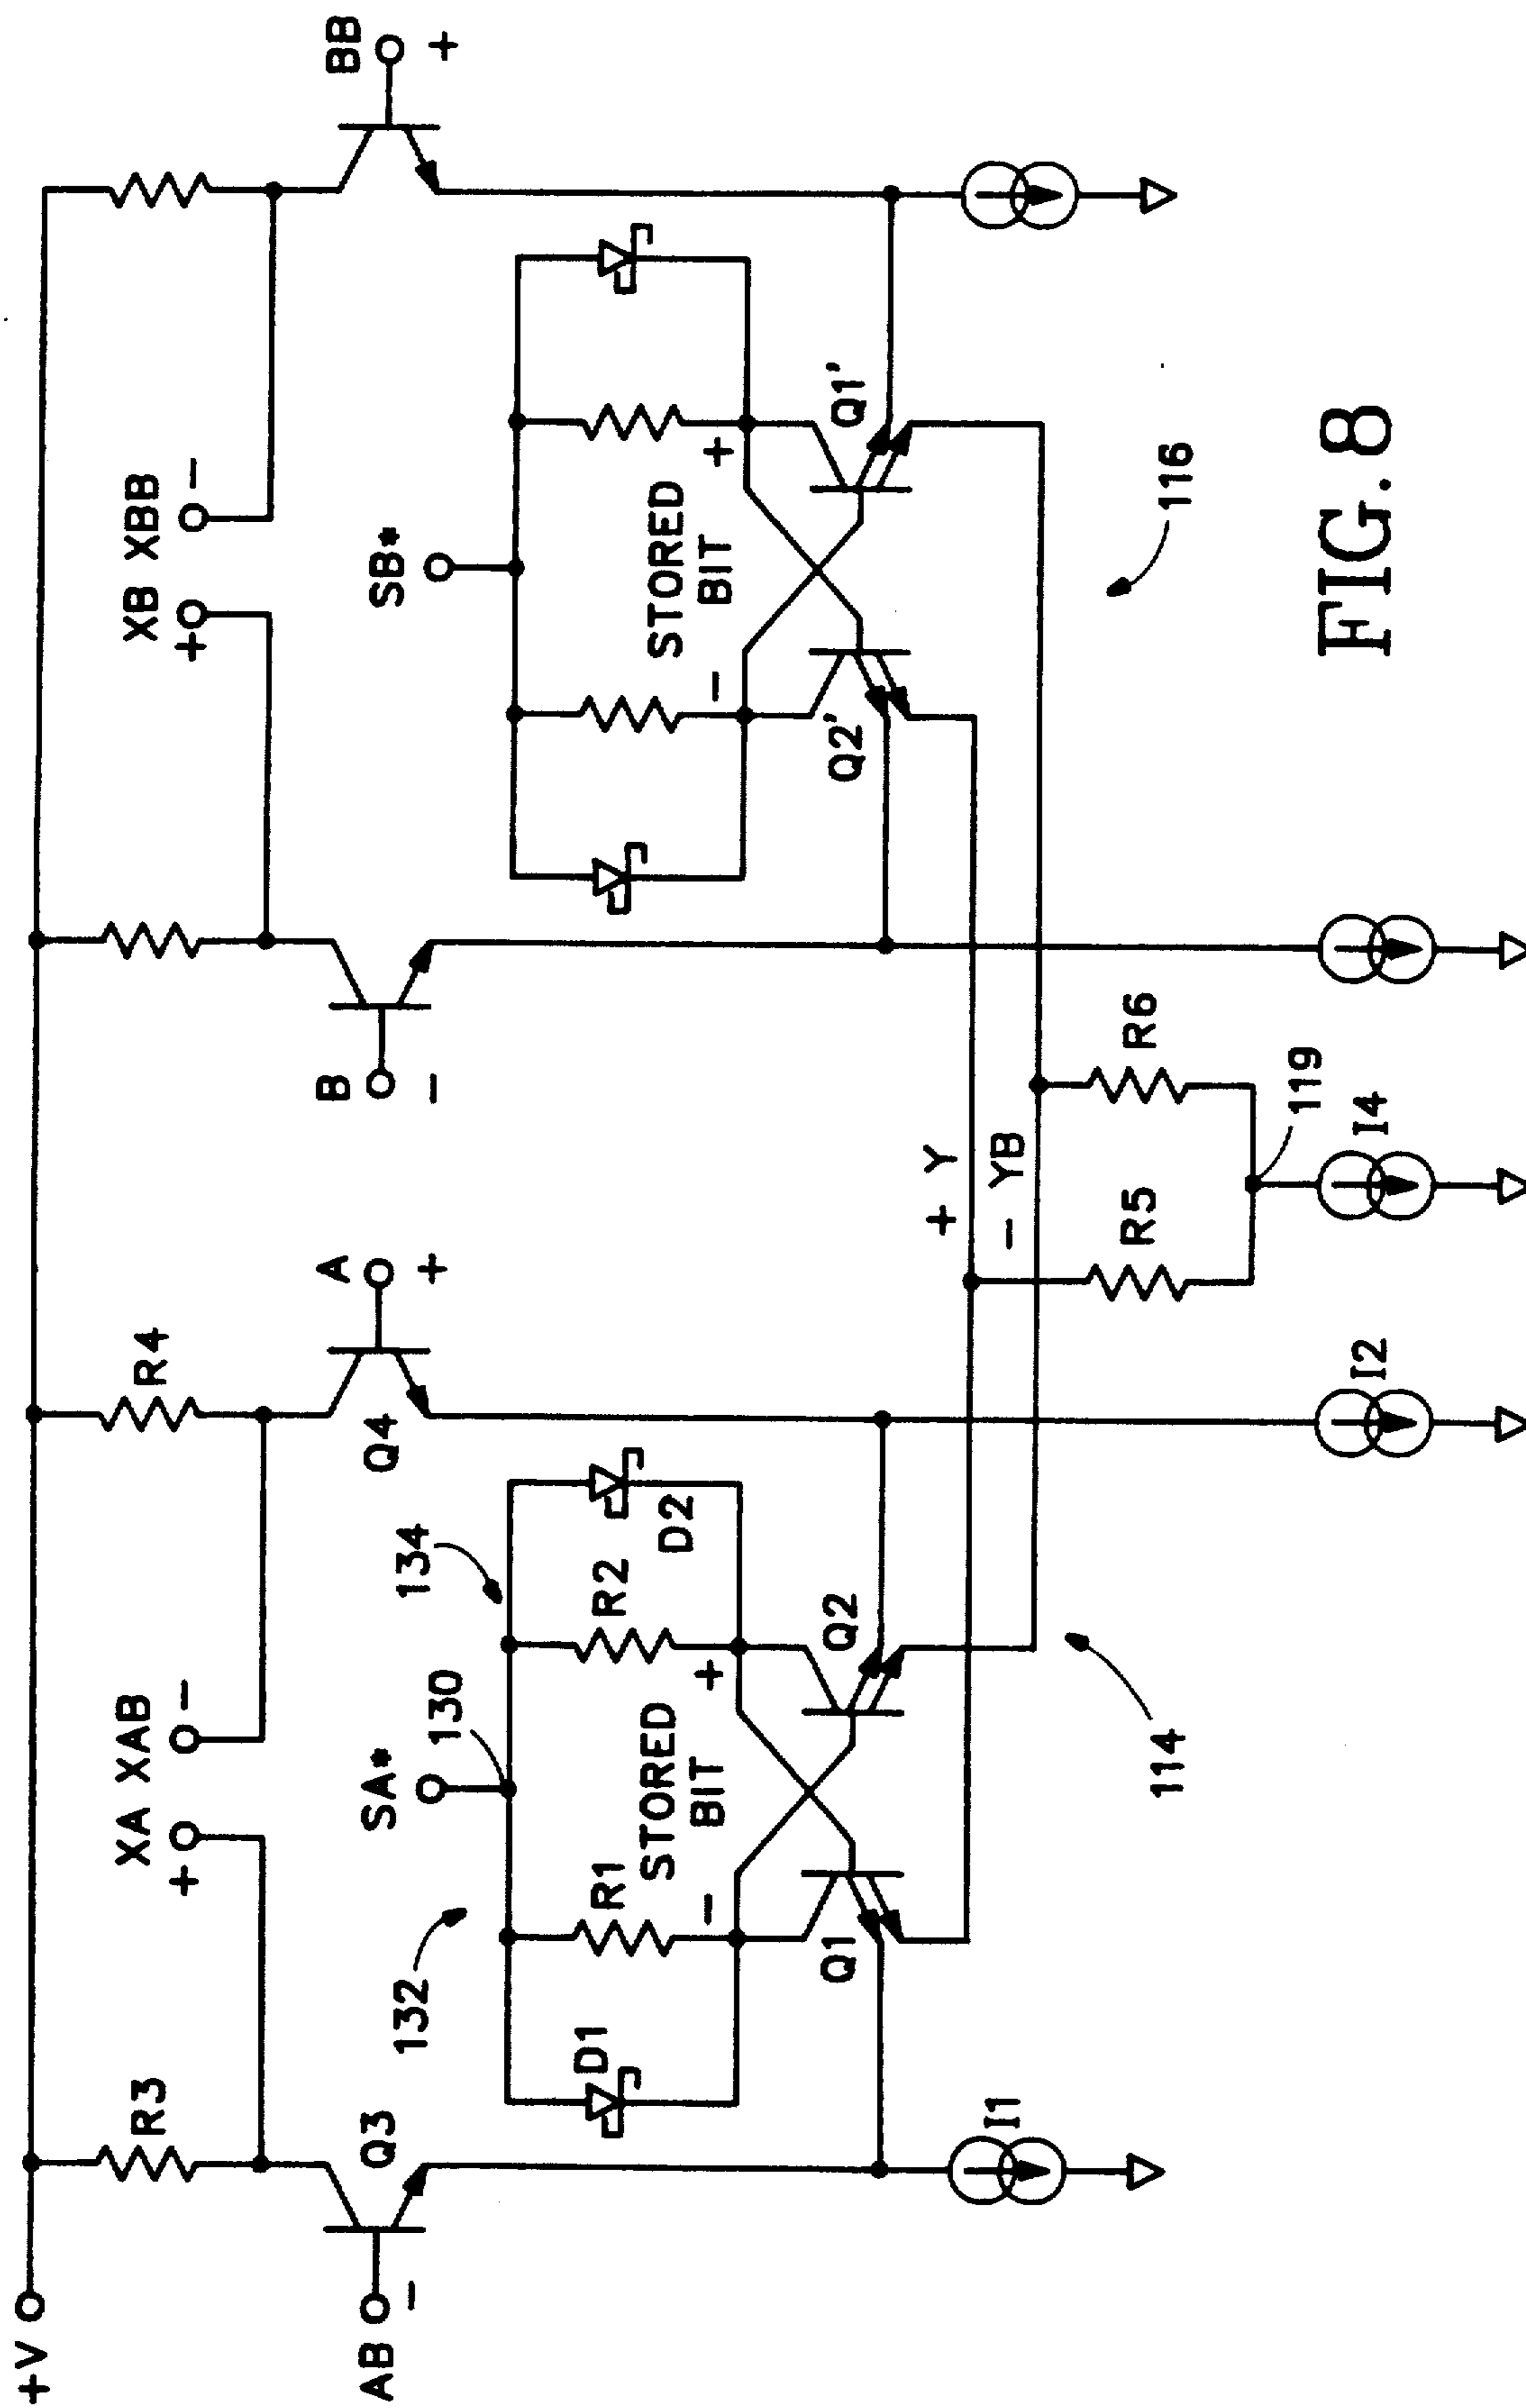 +V
R3
XA XAB
+ -
R4
XB XBB
+ -
AB
-
Q3
132
SA*
130
134
Q4
A
+
B
-
SB*
BB
+
D1
R1
STORED
BIT
- +
R2
D2
STORED
BIT
- +
Q1
Q2
Q2'
Q1'
+ Y
- YB
I1
114
R5
R6
116
119
I2
I4
FIG. 8